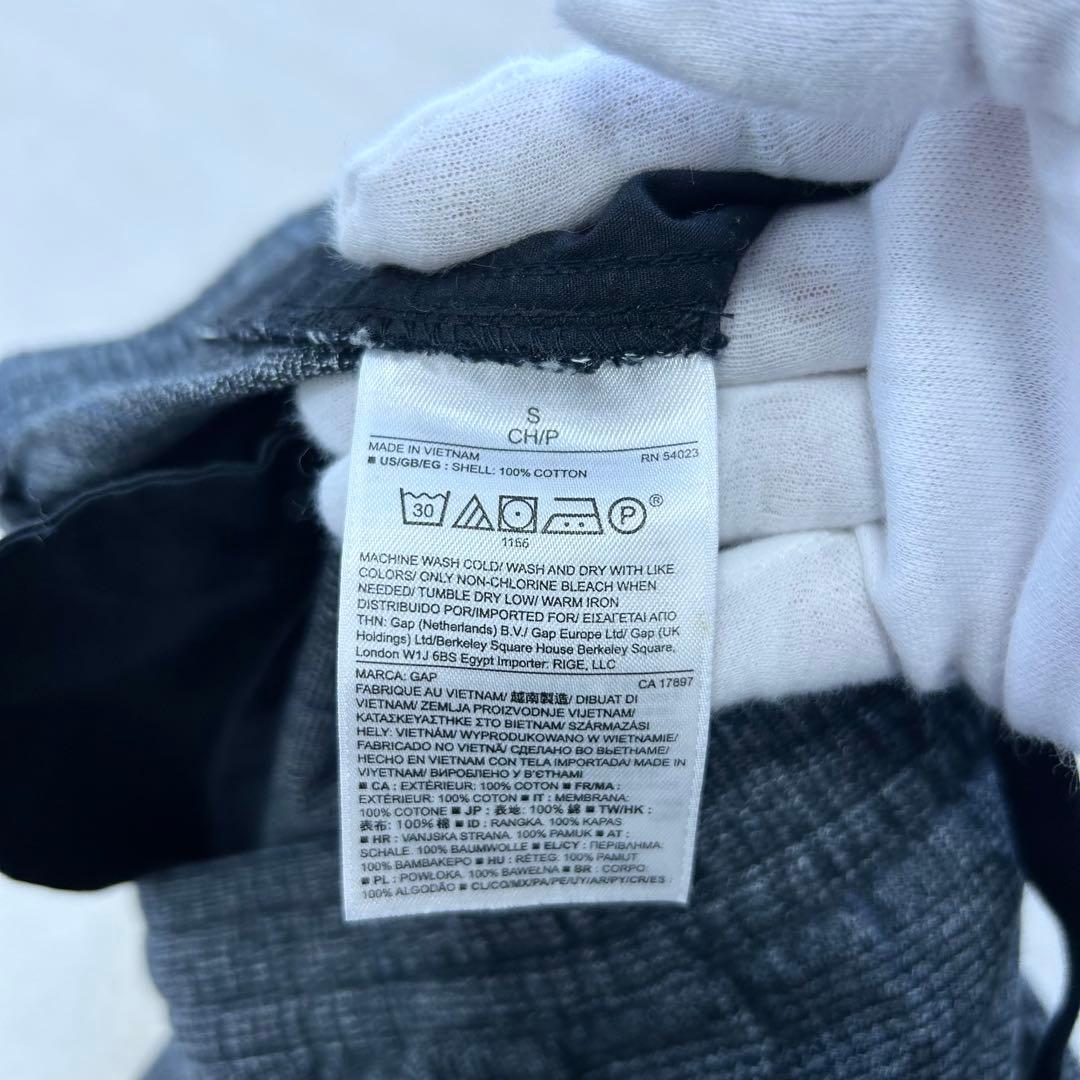 S
CH/P
MADE IN VIETNAM RN 54023
■ US/GB/EG : SHELL: 100% COTTON
30 P ®
1156
MACHINE WASH COLD/ WASH AND DRY WITH LIKE
COLORS/ ONLY NON-CHLORINE BLEACH WHEN
NEEDED/ TUMBLE DRY LOW/ WARM IRON
DISTRIBUIDO POR/IMPORTED FOR/ ΕΙΣΑΓΕΤΑΙ ΑΠΟ
THN: Gap (Netherlands) B.V./ Gap Europe Ltd/ Gap (UK
Holdings) Ltd/Berkeley Square House Berkeley Square,
London W1J 6BS Egypt Importer: RIGE, LLC
MARCA: GAP CA 17897
FABRIQUE AU VIETNAM/ 越南製造/ DIBUAT DI
VIETNAM/ ZEMLJA PROIZVODNJE VIJETNAM/
ΚΑΤΑΣΚΕΥΑΣΤΗΚΕ ΣΤΟ ΒΙΕΤΝΑΜ/ SZÁRMAZÁSI
HELY: VIETNÁM/ WYPRODUKOWANO W WIETNAMIE/
FABRICADO NO VIETNÃ/ СДЕЛАНО ВО ВЬЕТНАМЕ/
HECHO EN VIETNAM CON TELA IMPORTADA/ MADE IN
VIYETNAM/ ВИРОБЛЕНО У В'ЄТНАМІ
■ CA : EXTÉRIEUR: 100% COTON ■ FR/MA :
EXTÉRIEUR: 100% COTON ■ IT : MEMBRANA:
100% COTONE ■ JP : 表地: 100% 綿 ■ TW/HK :
表布: 100% 棉 ■ ID : RANGKA. 100% KAPAS
■ HR : VANJSKA STRANA. 100% PAMUK ■ AT :
SCHALE. 100% BAUMWOLLE ■ EL/CY : ΠΕΡΙΒΛΗΜΑ.
100% ΒΑΜΒΑΚΕΡΟ ■ HU : RÉTEG. 100% PAMUT
■ PL : POWŁOKA. 100% BAWEŁNA ■ BR : CORPO.
100% ALGODÃO ■ CL/CO/MX/PA/PE/UY/AR/PY/CR/ES :